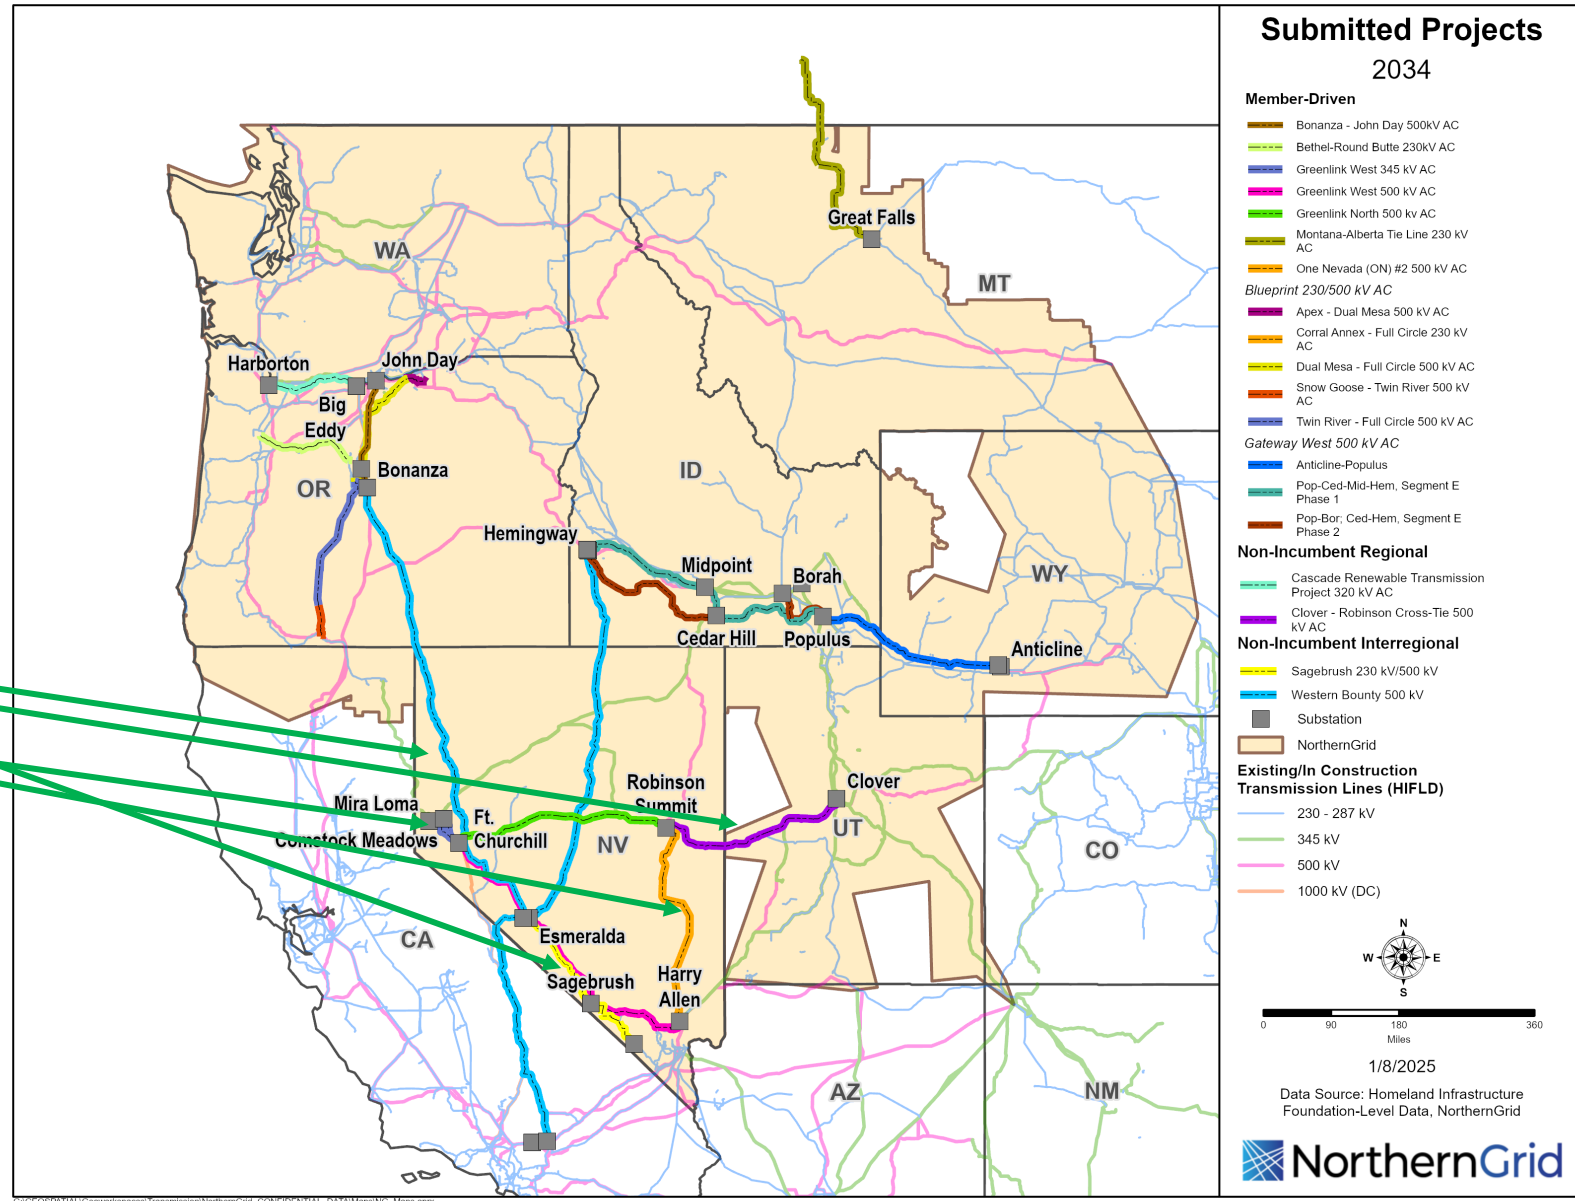 Submitted Projects
2034
Member-Driven
Bonanza - John Day 500kV AC
Bethel-Round Butte 230kV AC
Greenlink West 345 kV AC
Greenlink West 500 kV AC
Greenlink North 500 kv AC
Montana-Alberta Tie Line 230 kV
AC
One Nevada (ON) #2 500 kV AC
Blueprint 230/500 kV AC
Apex - Dual Mesa 500 kV AC
Corral Annex - Full Circle 230 kV
AC
Dual Mesa - Full Circle 500 kV AC
Snow Goose - Twin River 500 kV
AC
Twin River - Full Circle 500 kV AC
Gateway West 500 kV AC
Anticline-Populus
Pop-Ced-Mid-Hem, Segment E
Phase 1
Pop-Bor; Ced-Hem, Segment E
Phase 2
Non-Incumbent Regional
Cascade Renewable Transmission
Project 320 kV AC
Clover - Robinson Cross-Tie 500
kV AC
Non-Incumbent Interregional
Sagebrush 230 kV/500 kV
Western Bounty 500 kV
Substation
NorthernGrid
Existing/In Construction
Transmission Lines (HIFLD)
230 - 287 kV
345 kV
500 kV
1000 kV (DC)
N
W
E
S
0
90
180
360
Miles
1/8/2025
Data Source: Homeland Infrastructure
Foundation-Level Data, NorthernGrid
NorthernGrid
Great Falls
WA
MT
Harborton
John Day
Big
Eddy
Bonanza
OR
ID
Hemingway
Midpoint
Borah
WY
Cedar Hill
Populus
Anticline
Robinson
Summit
Clover
Mira Loma
Ft.
Churchill
Comstock Meadows
NV
UT
CO
CA
Esmeralda
Sagebrush
Harry
Allen
AZ
NM